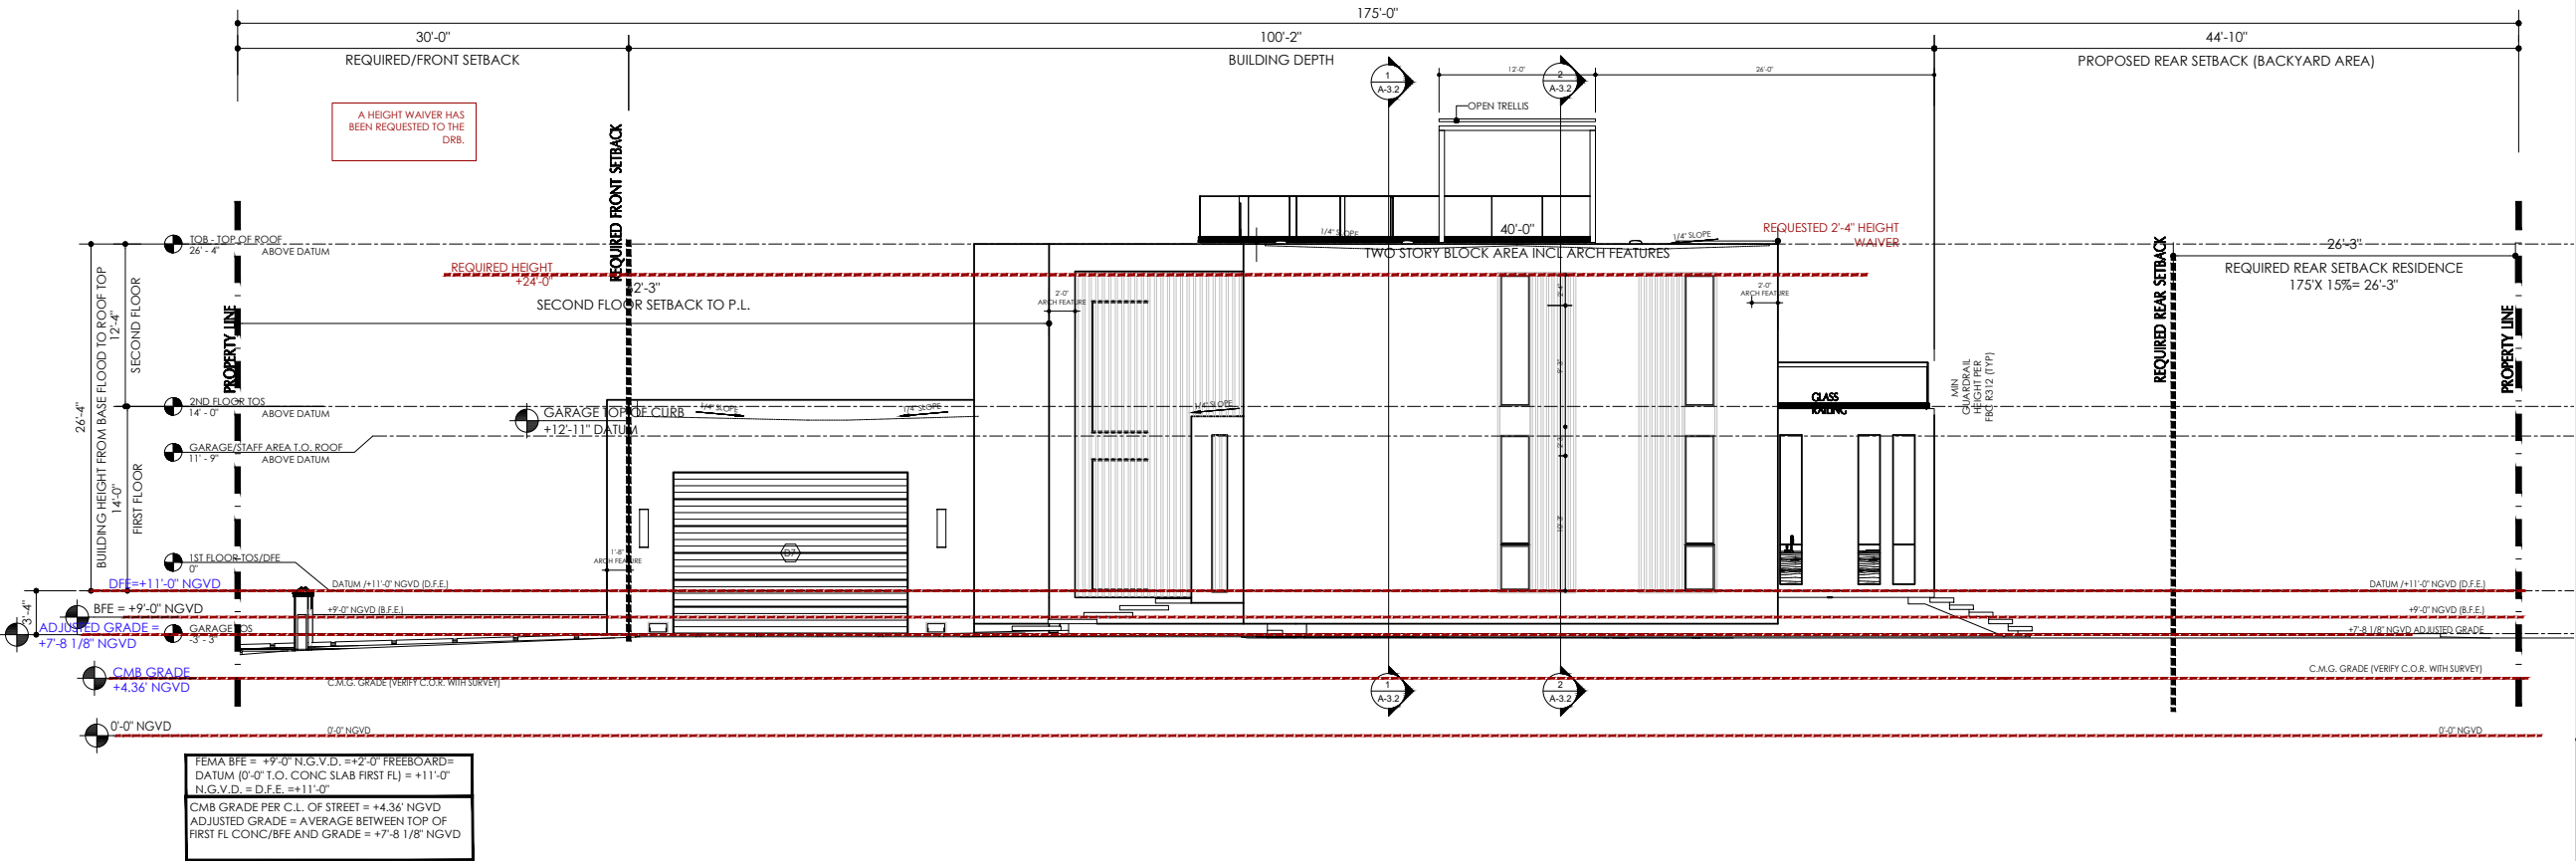 175'-0"
30'-0"
100'-2"
44'-10"
REQUIRED/FRONT SETBACK
BUILDING DEPTH
PROPOSED REAR SETBACK (BACKYARD AREA)
12'-0"
26'-0"
1
A-3.2
2
A-3.2
OPEN TRELLIS
A HEIGHT WAIVER HAS
BEEN REQUESTED TO THE
DRB.
REQUIRED FRONT SETBACK
TOB - TOP OF ROOF
26' - 4"
ABOVE DATUM
REQUIRED HEIGHT
+24'-0"
2'-3"
SECOND FLOOR SETBACK TO P.L.
2'-0"
ARCH FEATURE
1/4" SLOPE
40'-0"
1/4" SLOPE
TWO STORY BLOCK AREA INCL ARCH FEATURES
REQUESTED 2'-4" HEIGHT
WAIVER
2'-0"
ARCH FEATURE
26'-3"
REQUIRED REAR SETBACK RESIDENCE
175'X 15%= 26'-3"
REQUIRED REAR SETBACK
PROPERTY LINE
PROPERTY LINE
26'-4"
BUILDING HEIGHT FROM BASE FLOOD TO ROOF TOP
12'-4"
SECOND FLOOR
14'-0"
FIRST FLOOR
2ND FLOOR TOS
14' - 0"
ABOVE DATUM
GARAGE TOP OF CURB
+12'-11" DATUM
1/4" SLOPE
1/4" SLOPE
1/4" SLOPE
GARAGE/STAFF AREA T.O. ROOF
11' - 9"
ABOVE DATUM
GLASS
RAILING
MIN
GUARDRAIL
HEIGHT PER
FBC R312 (TYP)
D7
1'-8"
ARCH FEATURE
1ST FLOOR TOS/DFE
0"
DFE=+11'-0" NGVD
DATUM /+11'-0" NGVD (D.F.E.)
DATUM /+11'-0" NGVD (D.F.E.)
3'-4"
BFE = +9'-0" NGVD
+9'-0" NGVD (B.F.E.)
+9'-0" NGVD (B.F.E.)
ADJUSTED GRADE =
+7'-8 1/8" NGVD
GARAGE TOS
-3' - 3"
+7'-8 1/8" NGVD ADJUSTED GRADE
CMB GRADE
+4.36' NGVD
C.M.G. GRADE (VERIFY C.O.R. WITH SURVEY)
C.M.G. GRADE (VERIFY C.O.R. WITH SURVEY)
1
A-3.2
2
A-3.2
0'-0" NGVD
0'-0" NGVD
0'-0" NGVD
FEMA BFE = +9'-0" N.G.V.D. =+2'-0" FREEBOARD=
DATUM (0'-0" T.O. CONC SLAB FIRST FL) = +11'-0"
N.G.V.D. = D.F.E. =+11'-0"
CMB GRADE PER C.L. OF STREET = +4.36' NGVD
ADJUSTED GRADE = AVERAGE BETWEEN TOP OF
FIRST FL CONC/BFE AND GRADE = +7'-8 1/8" NGVD